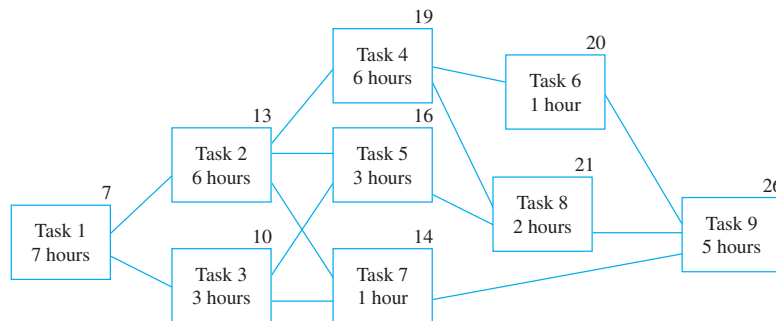 19
Task 4
6 hours
20
Task 6
1 hour
13
Task 2
6 hours
16
Task 5
3 hours
7
Task 1
7 hours
21
Task 8
2 hours
26
Task 9
5 hours
10
Task 3
3 hours
14
Task 7
1 hour